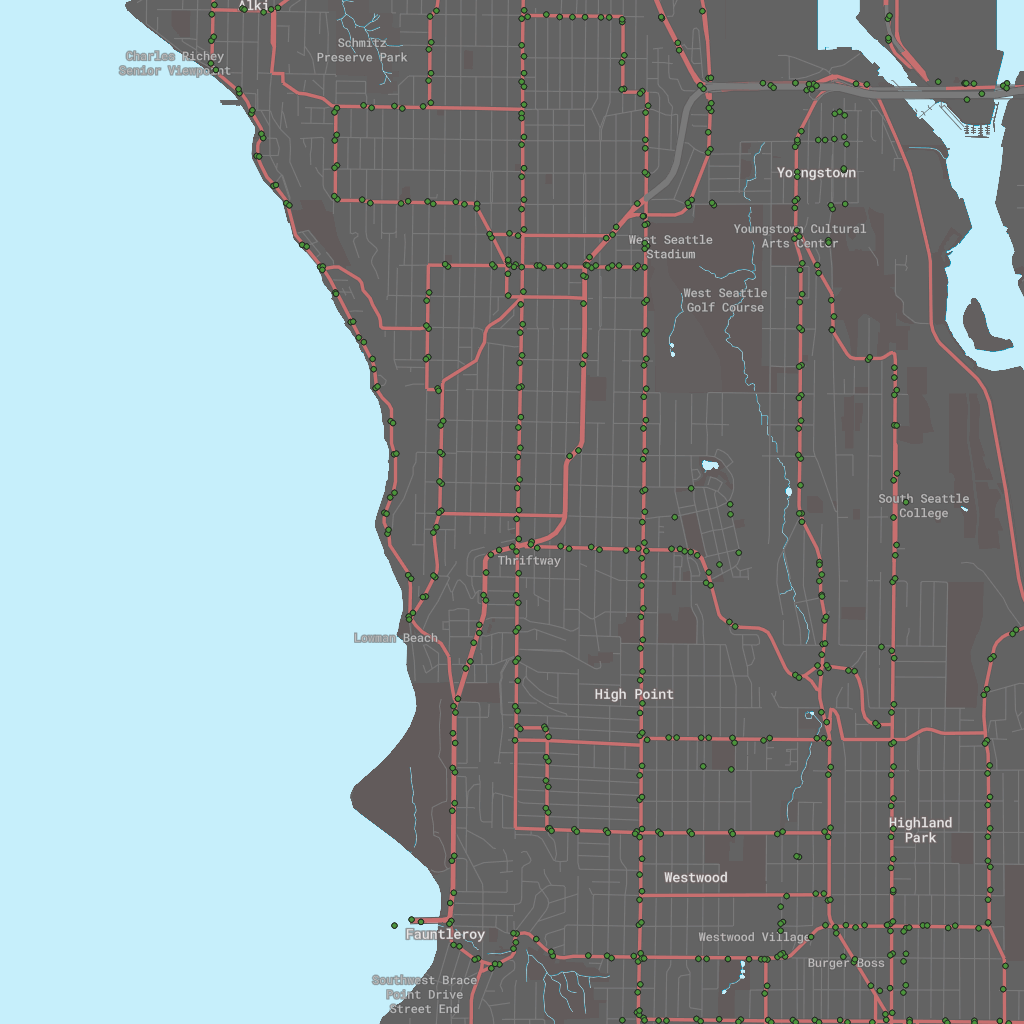 Alki
Schmitz
Preserve Park
Charles Richey
Senior Viewpoint
Youngstown
Youngstown Cultural
Arts Center
West Seattle
Stadium
West Seattle
Golf Course
South Seattle
College
Thriftway
Lowman Beach
High Point
Highland
Park
Westwood
Fauntleroy
Westwood Village
Burger Boss
Southwest Brace
Point Drive
Street End